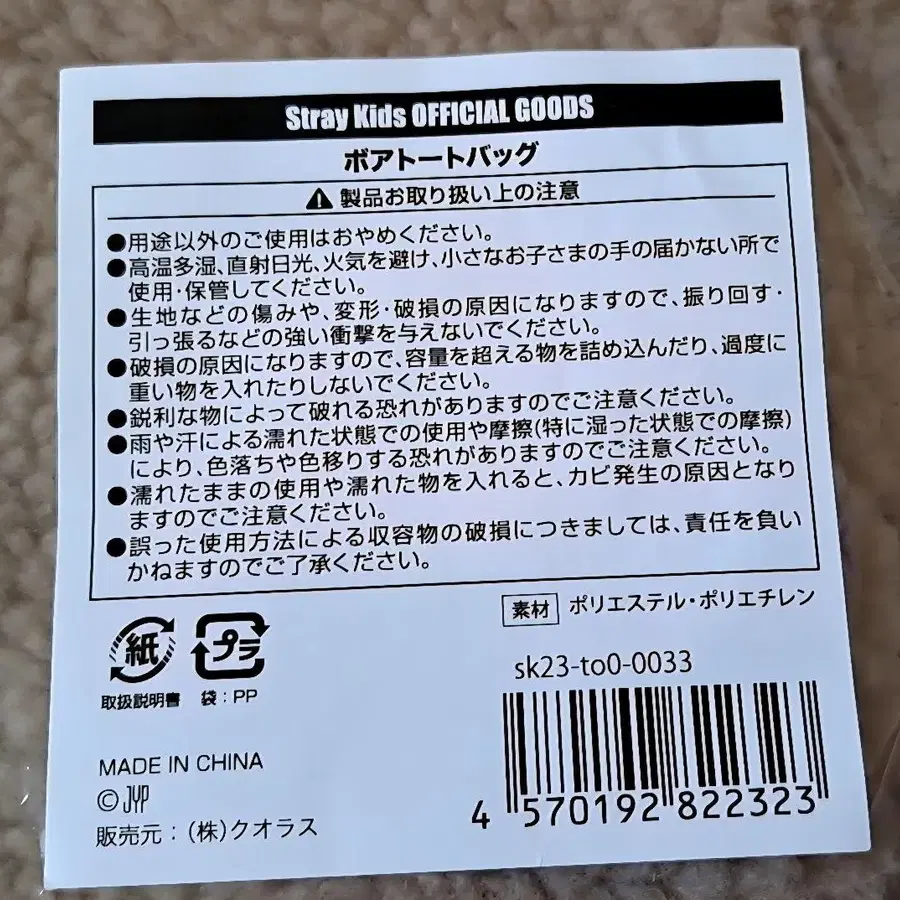 Stray Kids OFFICIAL GOODS
ボアトートバッグ
製品お取り扱い上の注意
●用途以外のご使用はおやめください。
●高温多湿、直射日光、火気を避け、小さなお子さまの手の届かない所で
使用・保管してください。
●生地などの傷みや、変形・破損の原因になりますので、振り回す・
引っ張るなどの強い衝撃を与えないでください。
●破損の原因になりますので、容量を超える物を詰め込んだり、過度に
重い物を入れたりしないでください。
●鋭利な物によって破れる恐れがありますのでご注意ください。
●雨や汗による濡れた状態での使用や摩擦(特に湿った状態での摩擦)
により、色落ちや色移りする恐れがありますのでご注意ください。
●濡れたままの使用や濡れた物を入れると、カビ発生の原因となり
ますのでご注意ください。
●誤った使用方法による収容物の破損につきましては、責任を負い
かねますのでご了承ください。
素材 ポリエステル・ポリエチレン
紙 プラ
取扱説明書 袋：PP
sk23-to0-0033
MADE IN CHINA
© JYP
販売元：(株)クオラス
4 570192 822323